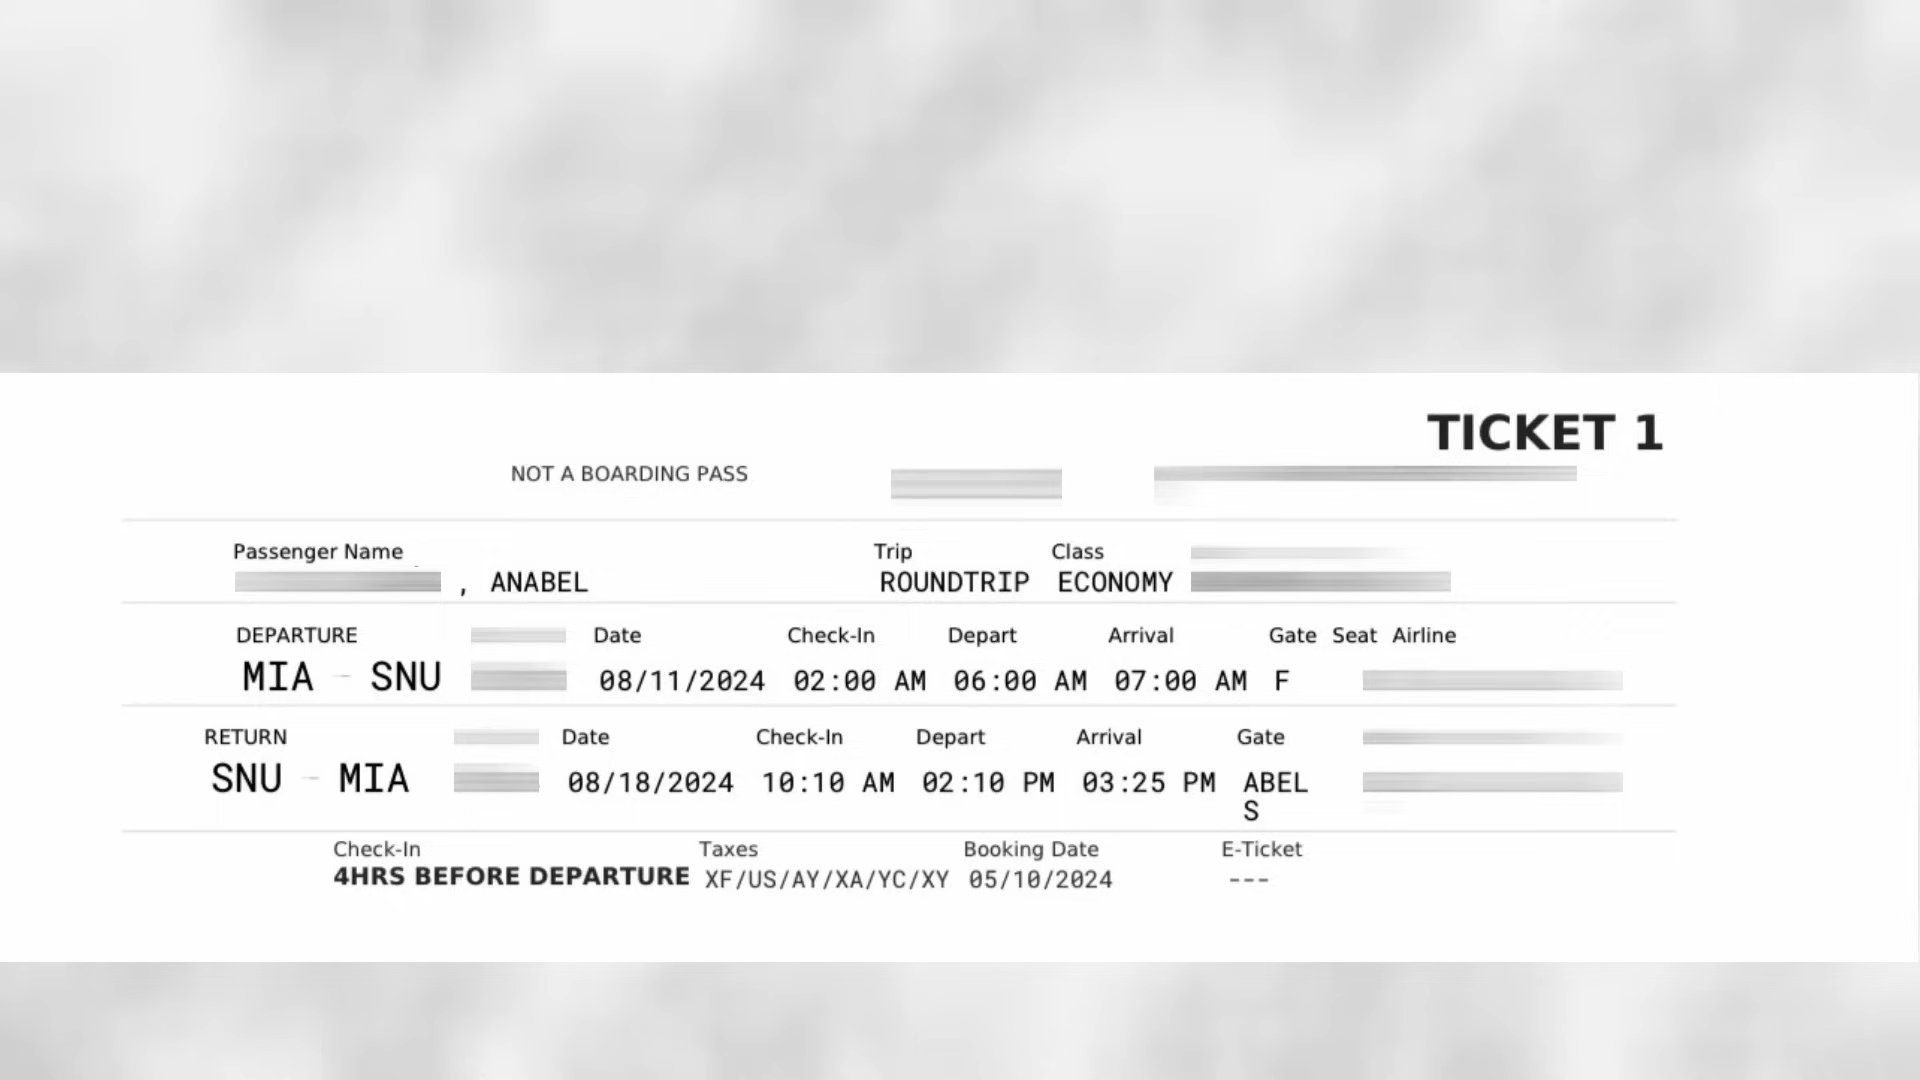 TICKET 1
NOT A BOARDING PASS
Passenger Name Trip Class
, ANABEL ROUNDTRIP ECONOMY
DEPARTURE Date Check-In Depart Arrival Gate Seat Airline
MIA - SNU 08/11/2024 02:00 AM 06:00 AM 07:00 AM F
RETURN Date Check-In Depart Arrival Gate
SNU - MIA 08/18/2024 10:10 AM 02:10 PM 03:25 PM ABEL
S
Check-In Taxes Booking Date E-Ticket
4HRS BEFORE DEPARTURE XF/US/AY/XA/YC/XY 05/10/2024 ---